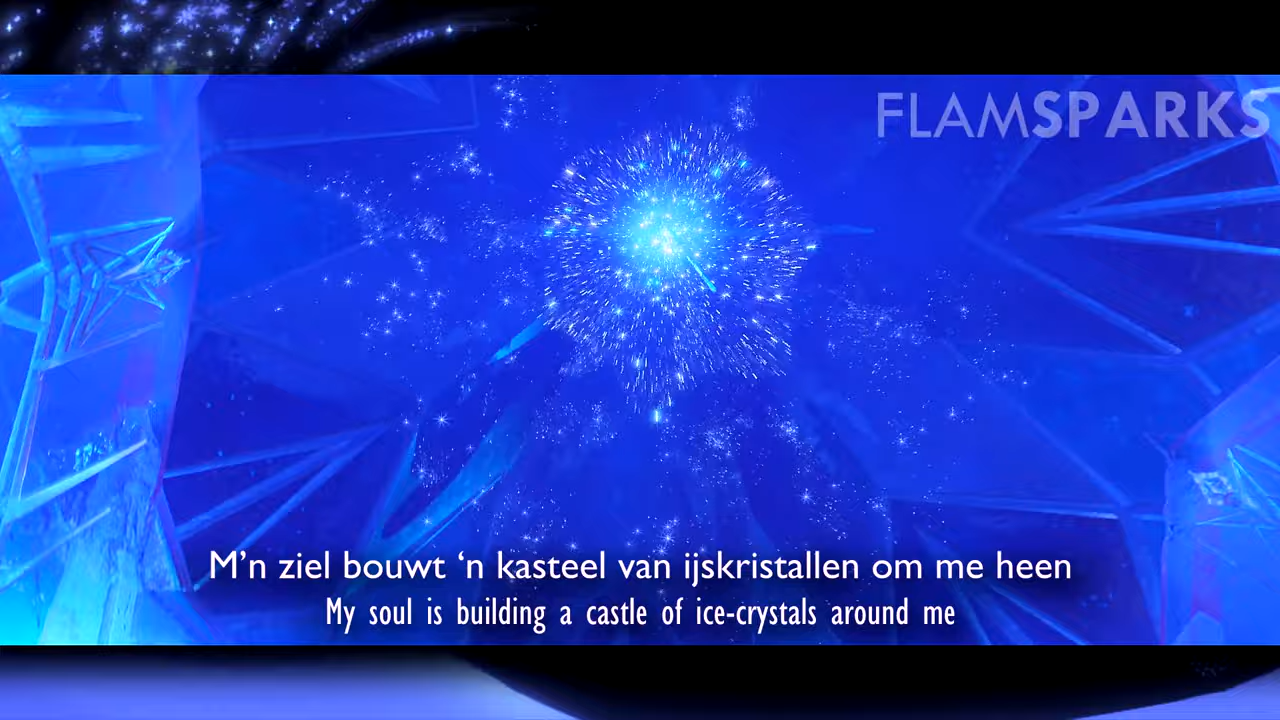 FLAMSPARKS
M’n ziel bouwt ‘n kasteel van ijskristallen om me heen
My soul is building a castle of ice-crystals around me